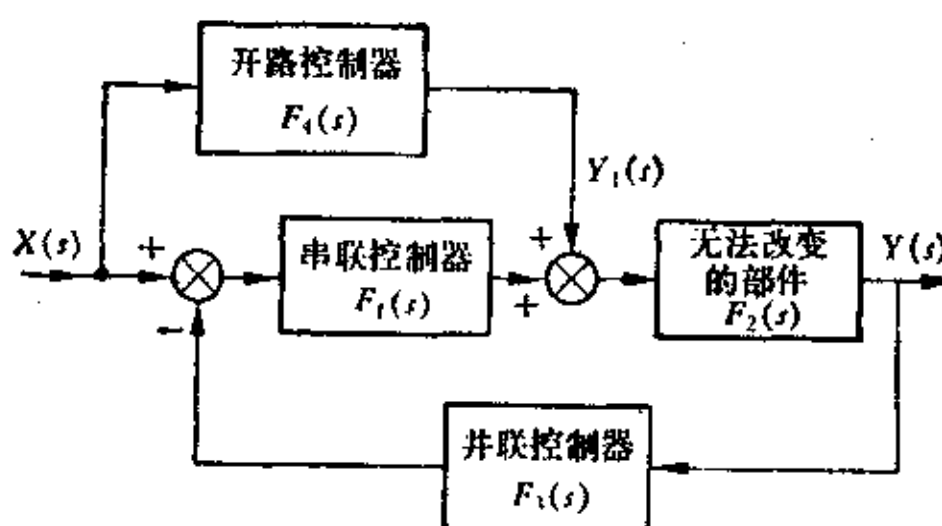 开路控制器
F₄(s)
Y₁(s)
X(s)
+
−
串联控制器
F₁(s)
+
+
无法改变
的部件
F₂(s)
Y(s)
并联控制器
F₃(s)